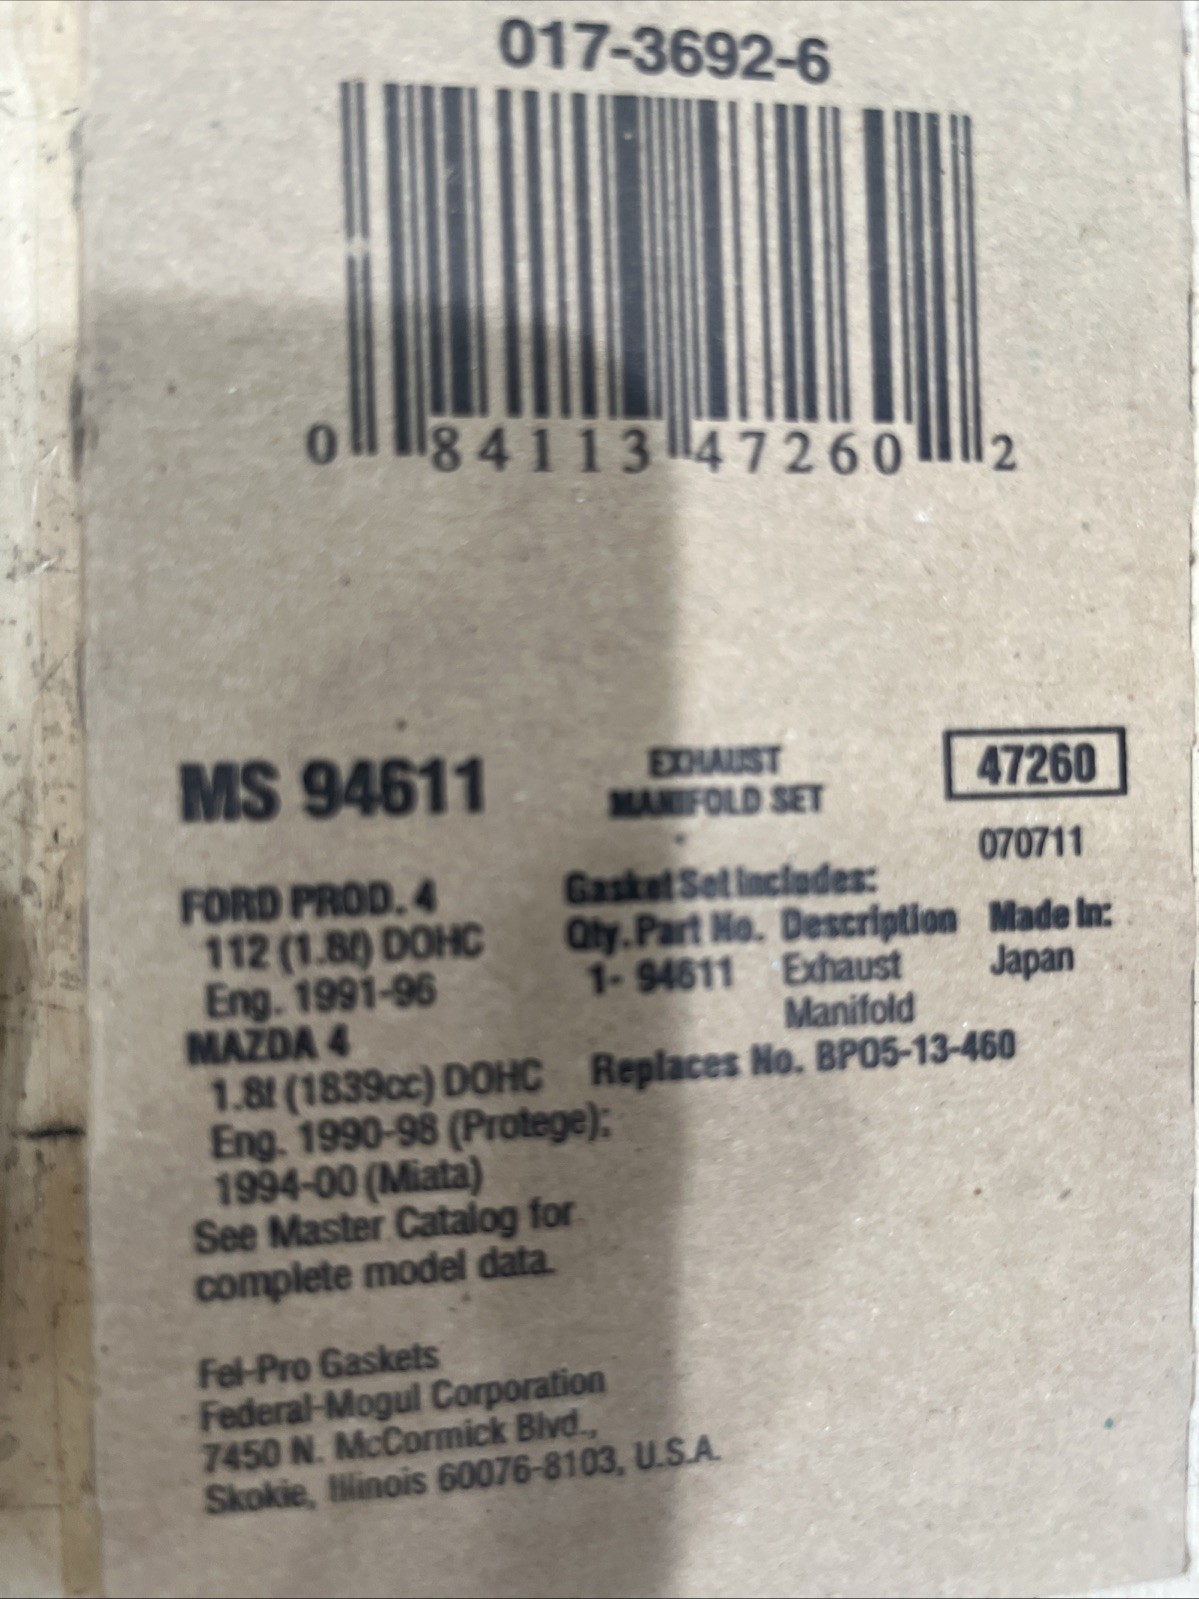 017-3692-6
0 84113 47260 2
MS 94611
EXHAUST
MANIFOLD SET
47260
070711
FORD PROD. 4
112 (1.8ℓ) DOHC
Eng. 1991-96
MAZDA 4
1.8ℓ (1839cc) DOHC
Eng. 1990-98 (Protege);
1994-00 (Miata)
See Master Catalog for
complete model data.
Gasket Set Includes:
Qty. Part No. Description Made In:
1- 94611 Exhaust Japan
Manifold
Replaces No. BPO5-13-460
Fel-Pro Gaskets
Federal-Mogul Corporation
7450 N. McCormick Blvd.,
Skokie, Illinois 60076-8103, U.S.A.